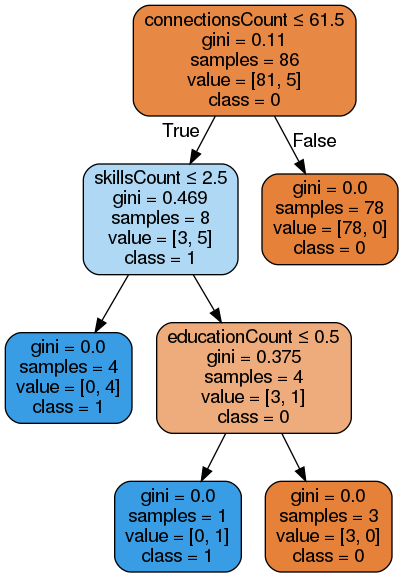 connectionsCount ≤ 61.5
gini = 0.11
samples = 86
value = [81, 5]
class = 0
True
False
skillsCount ≤ 2.5
gini = 0.469
samples = 8
value = [3, 5]
class = 1
gini = 0.0
samples = 78
value = [78, 0]
class = 0
gini = 0.0
samples = 4
value = [0, 4]
class = 1
educationCount ≤ 0.5
gini = 0.375
samples = 4
value = [3, 1]
class = 0
gini = 0.0
samples = 1
value = [0, 1]
class = 1
gini = 0.0
samples = 3
value = [3, 0]
class = 0